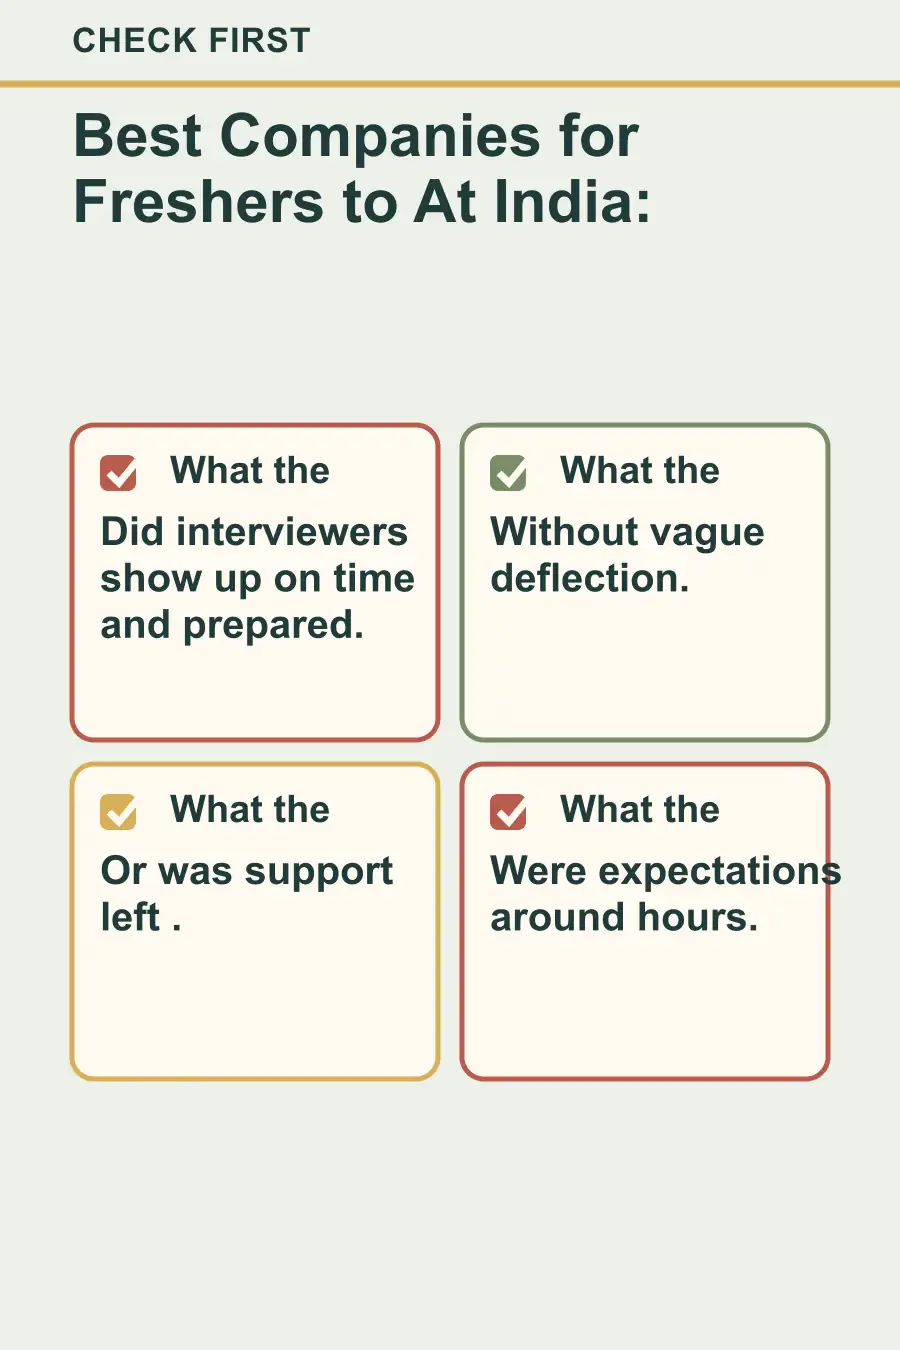 CHECK FIRST
Best Companies for
Freshers to At India:
What the
Did interviewers
show up on time
and prepared.
What the
Without vague
deflection.
What the
Or was support
left .
What the
Were expectations
around hours.